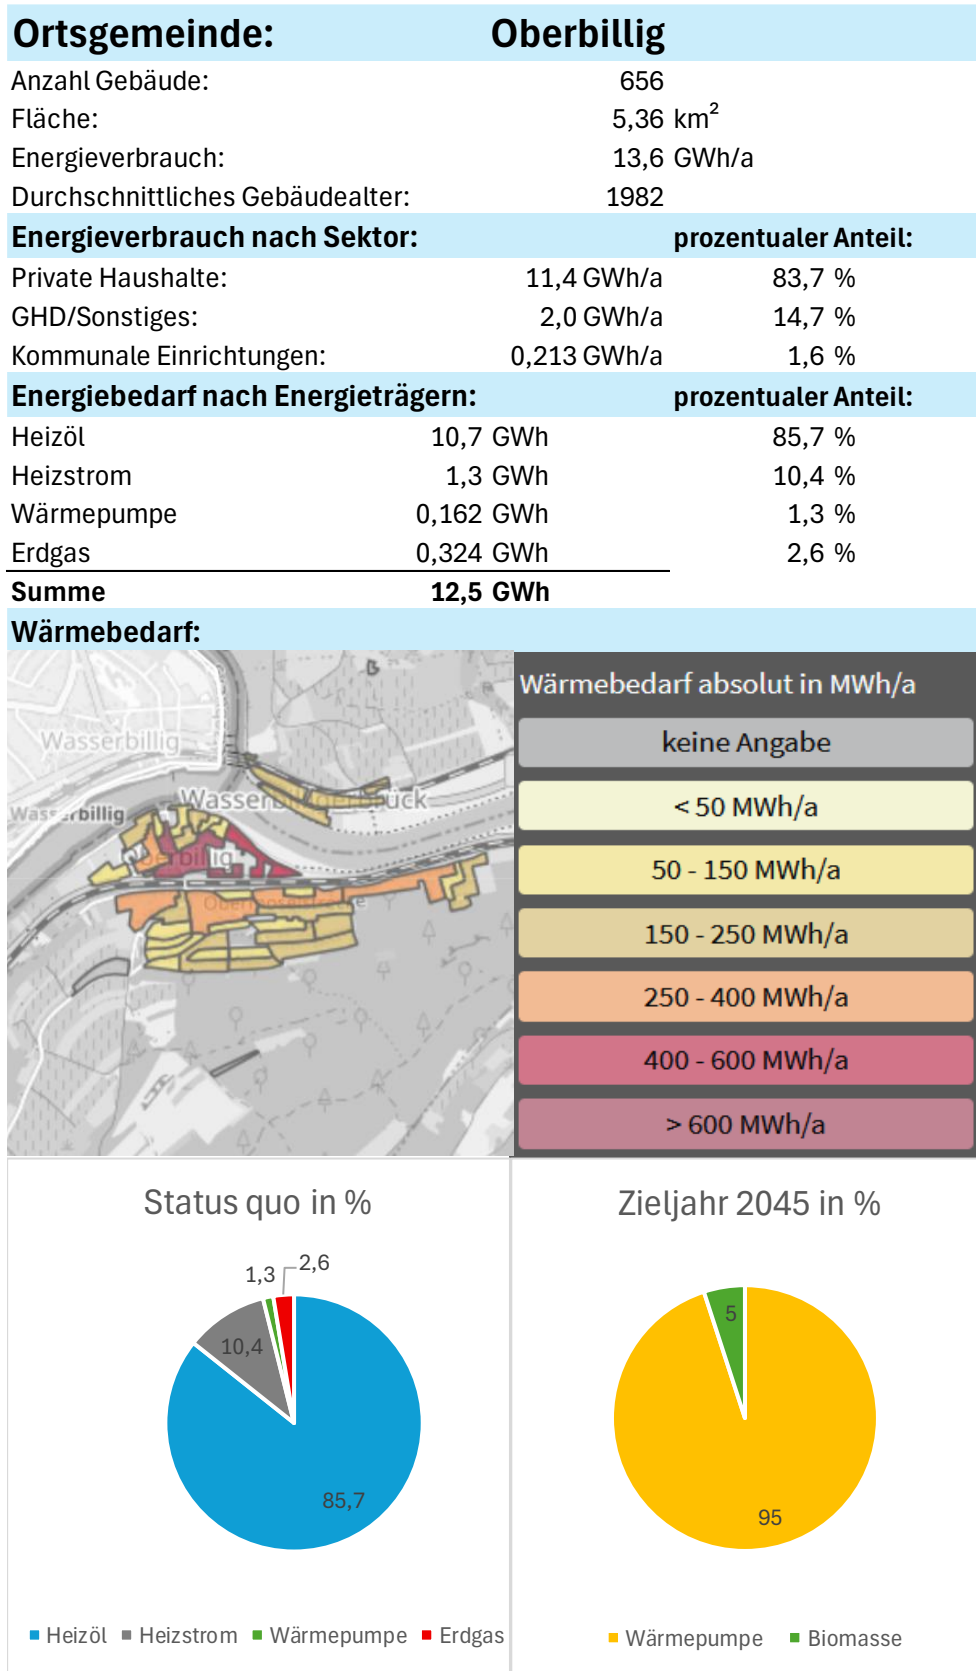 Ortsgemeinde: Oberbillig
Anzahl Gebäude: 656
Fläche: 5,36 km²
Energieverbrauch: 13,6 GWh/a
Durchschnittliches Gebäudealter: 1982
Energieverbrauch nach Sektor: prozentualer Anteil:
Private Haushalte: 11,4 GWh/a 83,7 %
GHD/Sonstiges: 2,0 GWh/a 14,7 %
Kommunale Einrichtungen: 0,213 GWh/a 1,6 %
Energiebedarf nach Energieträgern: prozentualer Anteil:
Heizöl 10,7 GWh 85,7 %
Heizstrom 1,3 GWh 10,4 %
Wärmepumpe 0,162 GWh 1,3 %
Erdgas 0,324 GWh 2,6 %
Summe 12,5 GWh
Wärmebedarf:
Wasserbillig
Wasserbilligerbrück
Wasserbillig
Oberbillig
Wärmebedarf absolut in MWh/a
keine Angabe
< 50 MWh/a
50 - 150 MWh/a
150 - 250 MWh/a
250 - 400 MWh/a
400 - 600 MWh/a
> 600 MWh/a
Status quo in %
1,3
2,6
10,4
85,7
Heizöl Heizstrom Wärmepumpe Erdgas
Zieljahr 2045 in %
5
95
Wärmepumpe Biomasse